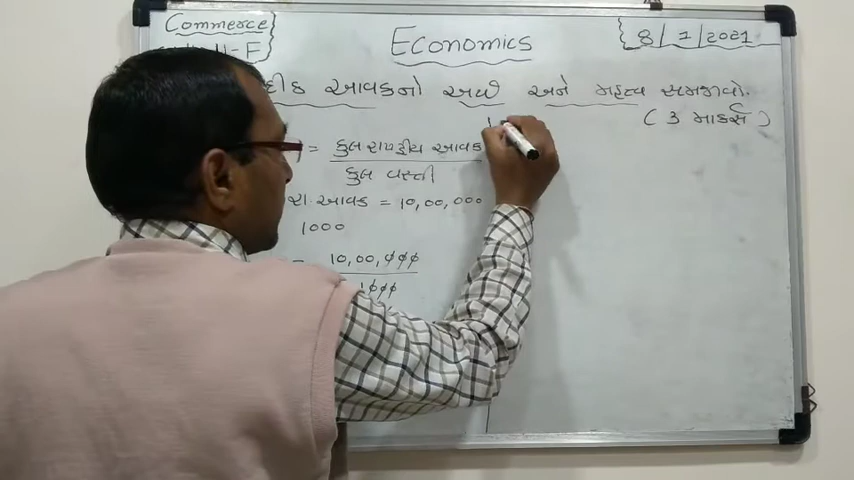 Commerce
Economics
8/1/2021
આવકનો અર્થ અને મહત્વ સમજાવો.
(3 માર્કર્સ)
= કુલ રાષ્ટ્રીય આવક
કુલ વસ્તી
રા. આવક = 10,00,000
1000
= 10,00,000
1000